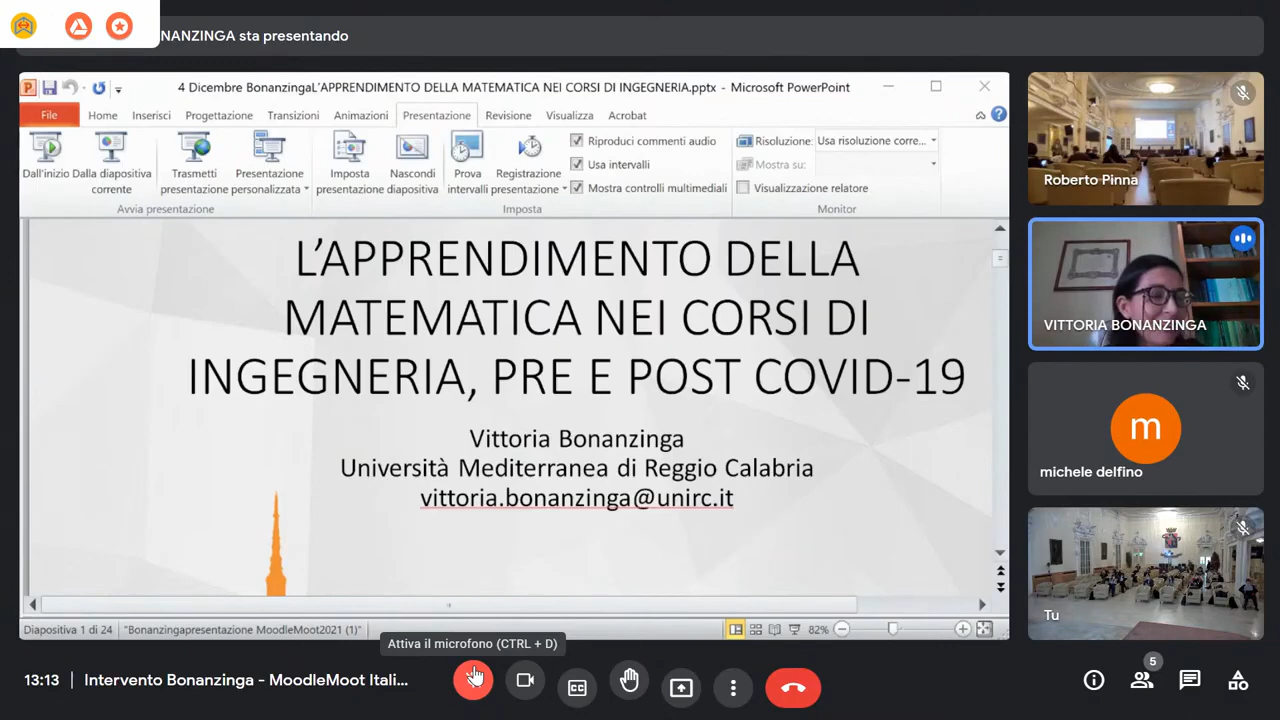 NANZINGA sta presentando
4 Dicembre BonanzingaL'APPRENDIMENTO DELLA MATEMATICA NEI CORSI DI INGEGNERIA.pptx - Microsoft PowerPoint
File Home Inserisci Progettazione Transizioni Animazioni Presentazione Revisione Visualizza Acrobat
Dall'inizio
Dalla diapositiva corrente
Trasmetti presentazione
Presentazione personalizzata
Avvia presentazione
Imposta presentazione
Nascondi diapositiva
Prova intervalli
Registrazione presentazione
Riproduci commenti audio
Usa intervalli
Mostra controlli multimediali
Imposta
Risoluzione: Usa risoluzione corre...
Mostra su:
Visualizzazione relatore
Monitor
L'APPRENDIMENTO DELLA
MATEMATICA NEI CORSI DI
INGEGNERIA, PRE E POST COVID-19
Vittoria Bonanzinga
Università Mediterranea di Reggio Calabria
vittoria.bonanzinga@unirc.it
Diapositiva 1 di 24 "Bonanzingapresentazione MoodleMoot2021 (1)" 82%
Roberto Pinna
VITTORIA BONANZINGA
m
michele delfino
Tu
Attiva il microfono (CTRL + D)
13:13 | Intervento Bonanzinga - MoodleMoot Itali...
CC
5